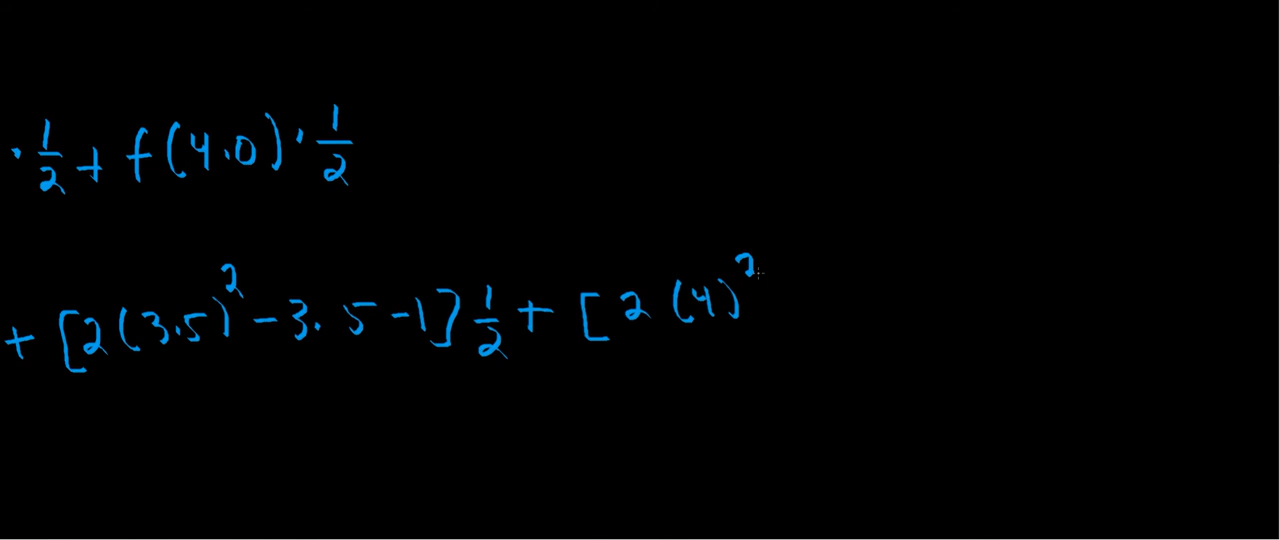 · 1/2 + f(4.0) · 1/2
+ [2(3.5)² - 3.5 - 1] 1/2 + [2(4)²